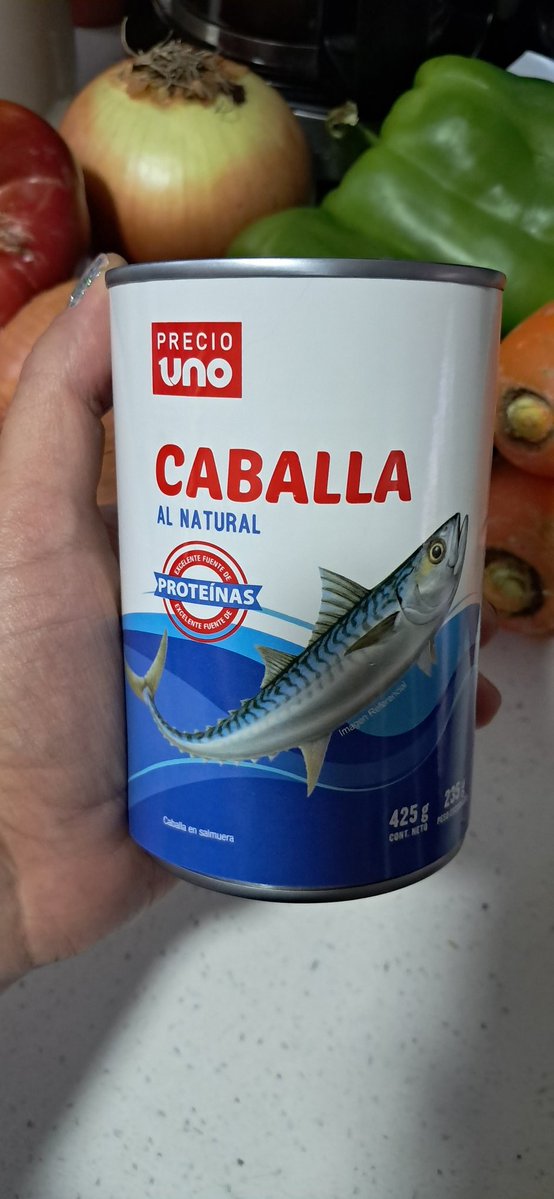 PRECIO
uno
CABALLA
AL NATURAL
EXCELENTE FUENTE DE
PROTEÍNAS
EXCELENTE FUENTE DE
Imagen Referencial
Caballa en salmuera
425 g
CONT. NETO